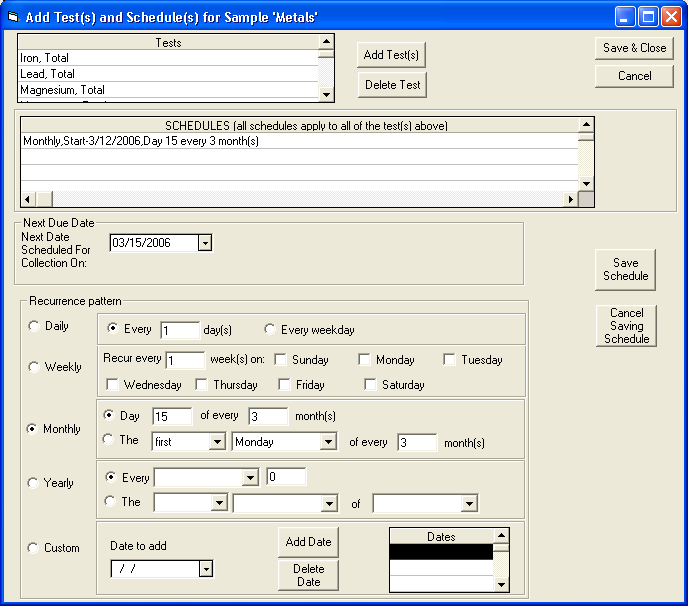 Add Test(s) and Schedule(s) for Sample 'Metals'
Tests
Iron, Total
Lead, Total
Magnesium, Total
Add Test(s)
Delete Test
Save & Close
Cancel
SCHEDULES (all schedules apply to all of the test(s) above)
Monthly,Start-3/12/2006,Day 15 every 3 month(s)
Next Due Date
Next Date
Scheduled For
Collection On:
03/15/2006
Save
Schedule
Cancel
Saving
Schedule
Recurrence pattern
Daily
Every 1 day(s) Every weekday
Weekly
Recur every 1 week(s) on: Sunday Monday Tuesday
Wednesday Thursday Friday Saturday
Monthly
Day 15 of every 3 month(s)
The first Monday of every 3 month(s)
Yearly
Every 0
The of
Custom
Date to add
/ /
Add Date
Delete
Date
Dates